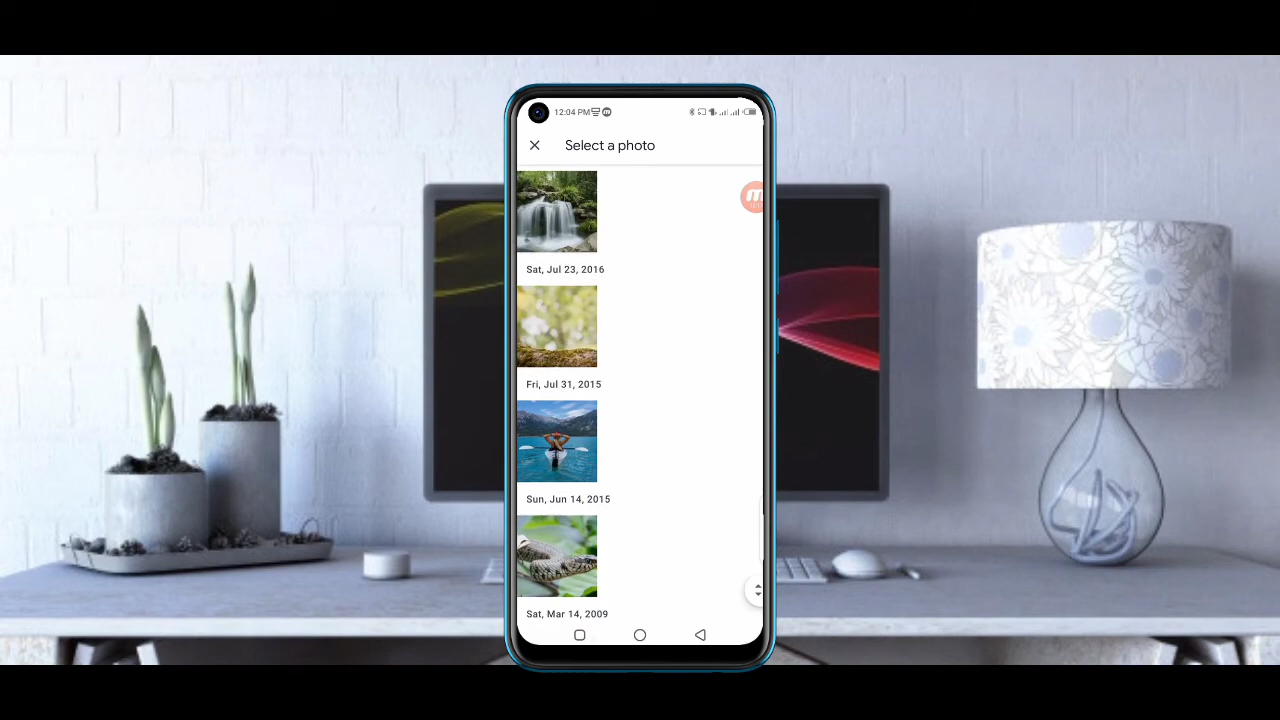 12:04 PM
Select a photo
Sat, Jul 23, 2016
Fri, Jul 31, 2015
Sun, Jun 14, 2015
Sat, Mar 14, 2009